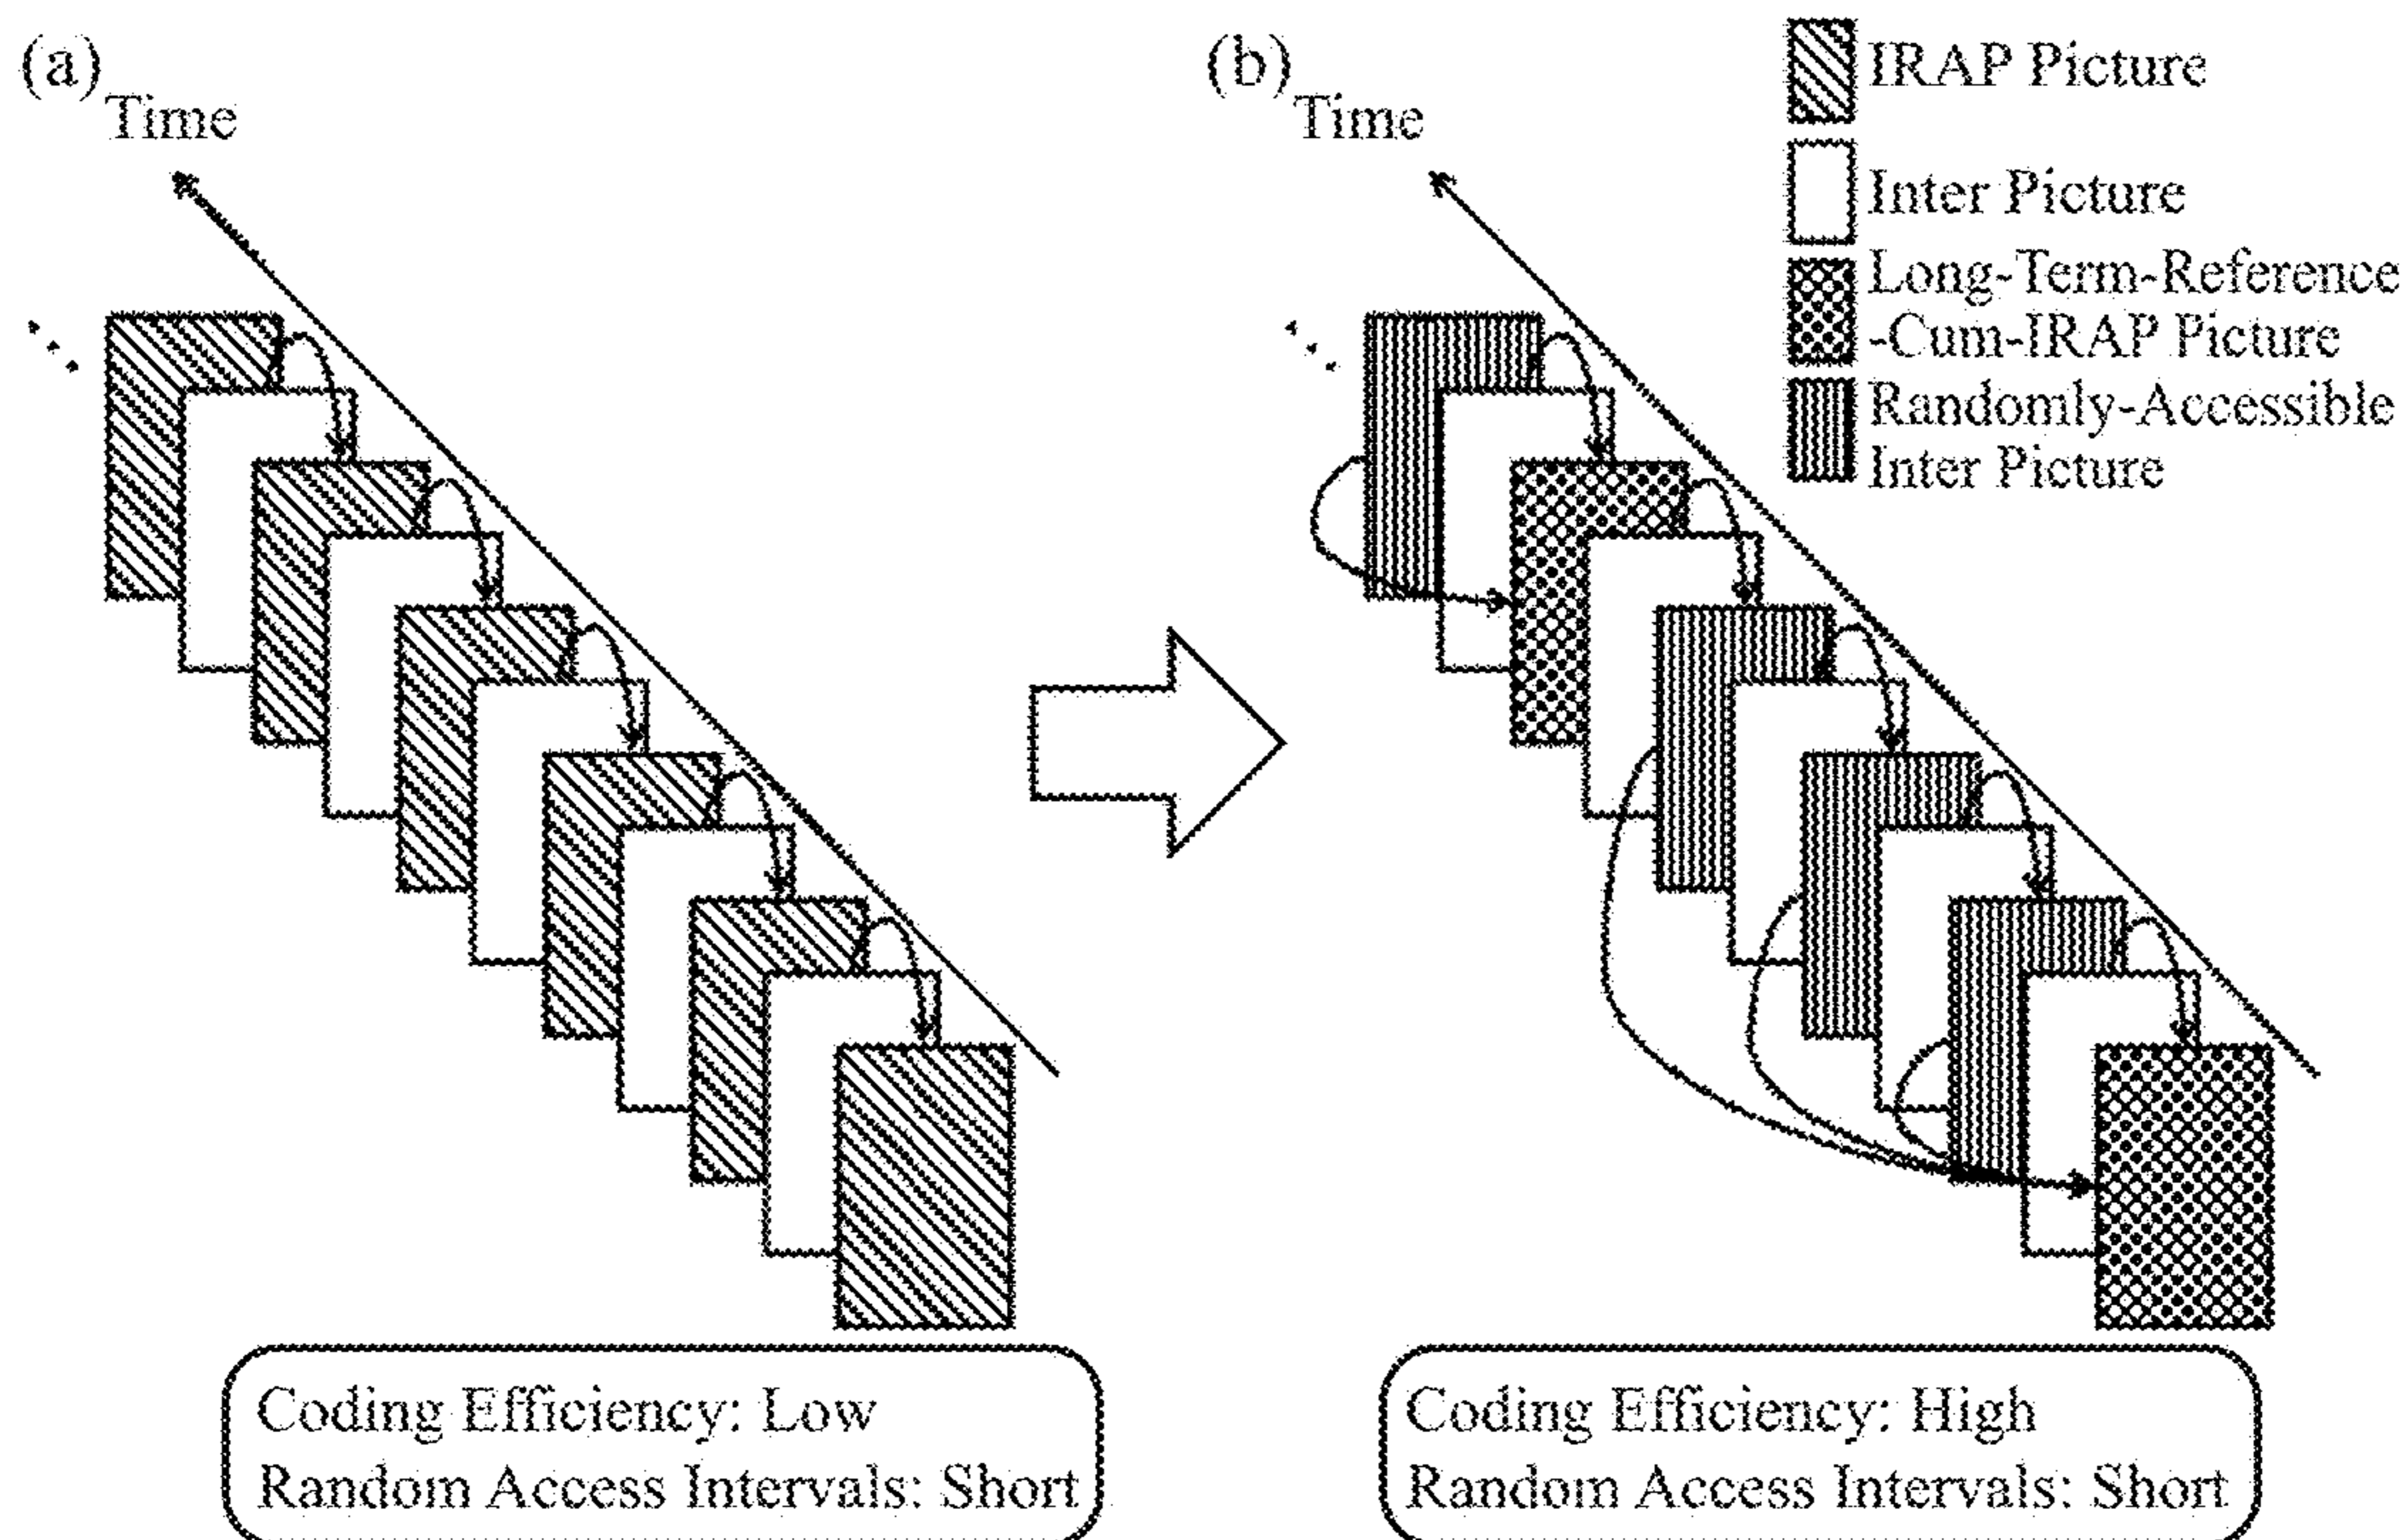 (a)
Time
(b)
Time
IRAP Picture
Inter Picture
Long-Term-Reference
-Cum-IRAP Picture
Randomly-Accessible
Inter Picture
Coding Efficiency: Low
Random Access Intervals: Short
Coding Efficiency: High
Random Access Intervals: Short